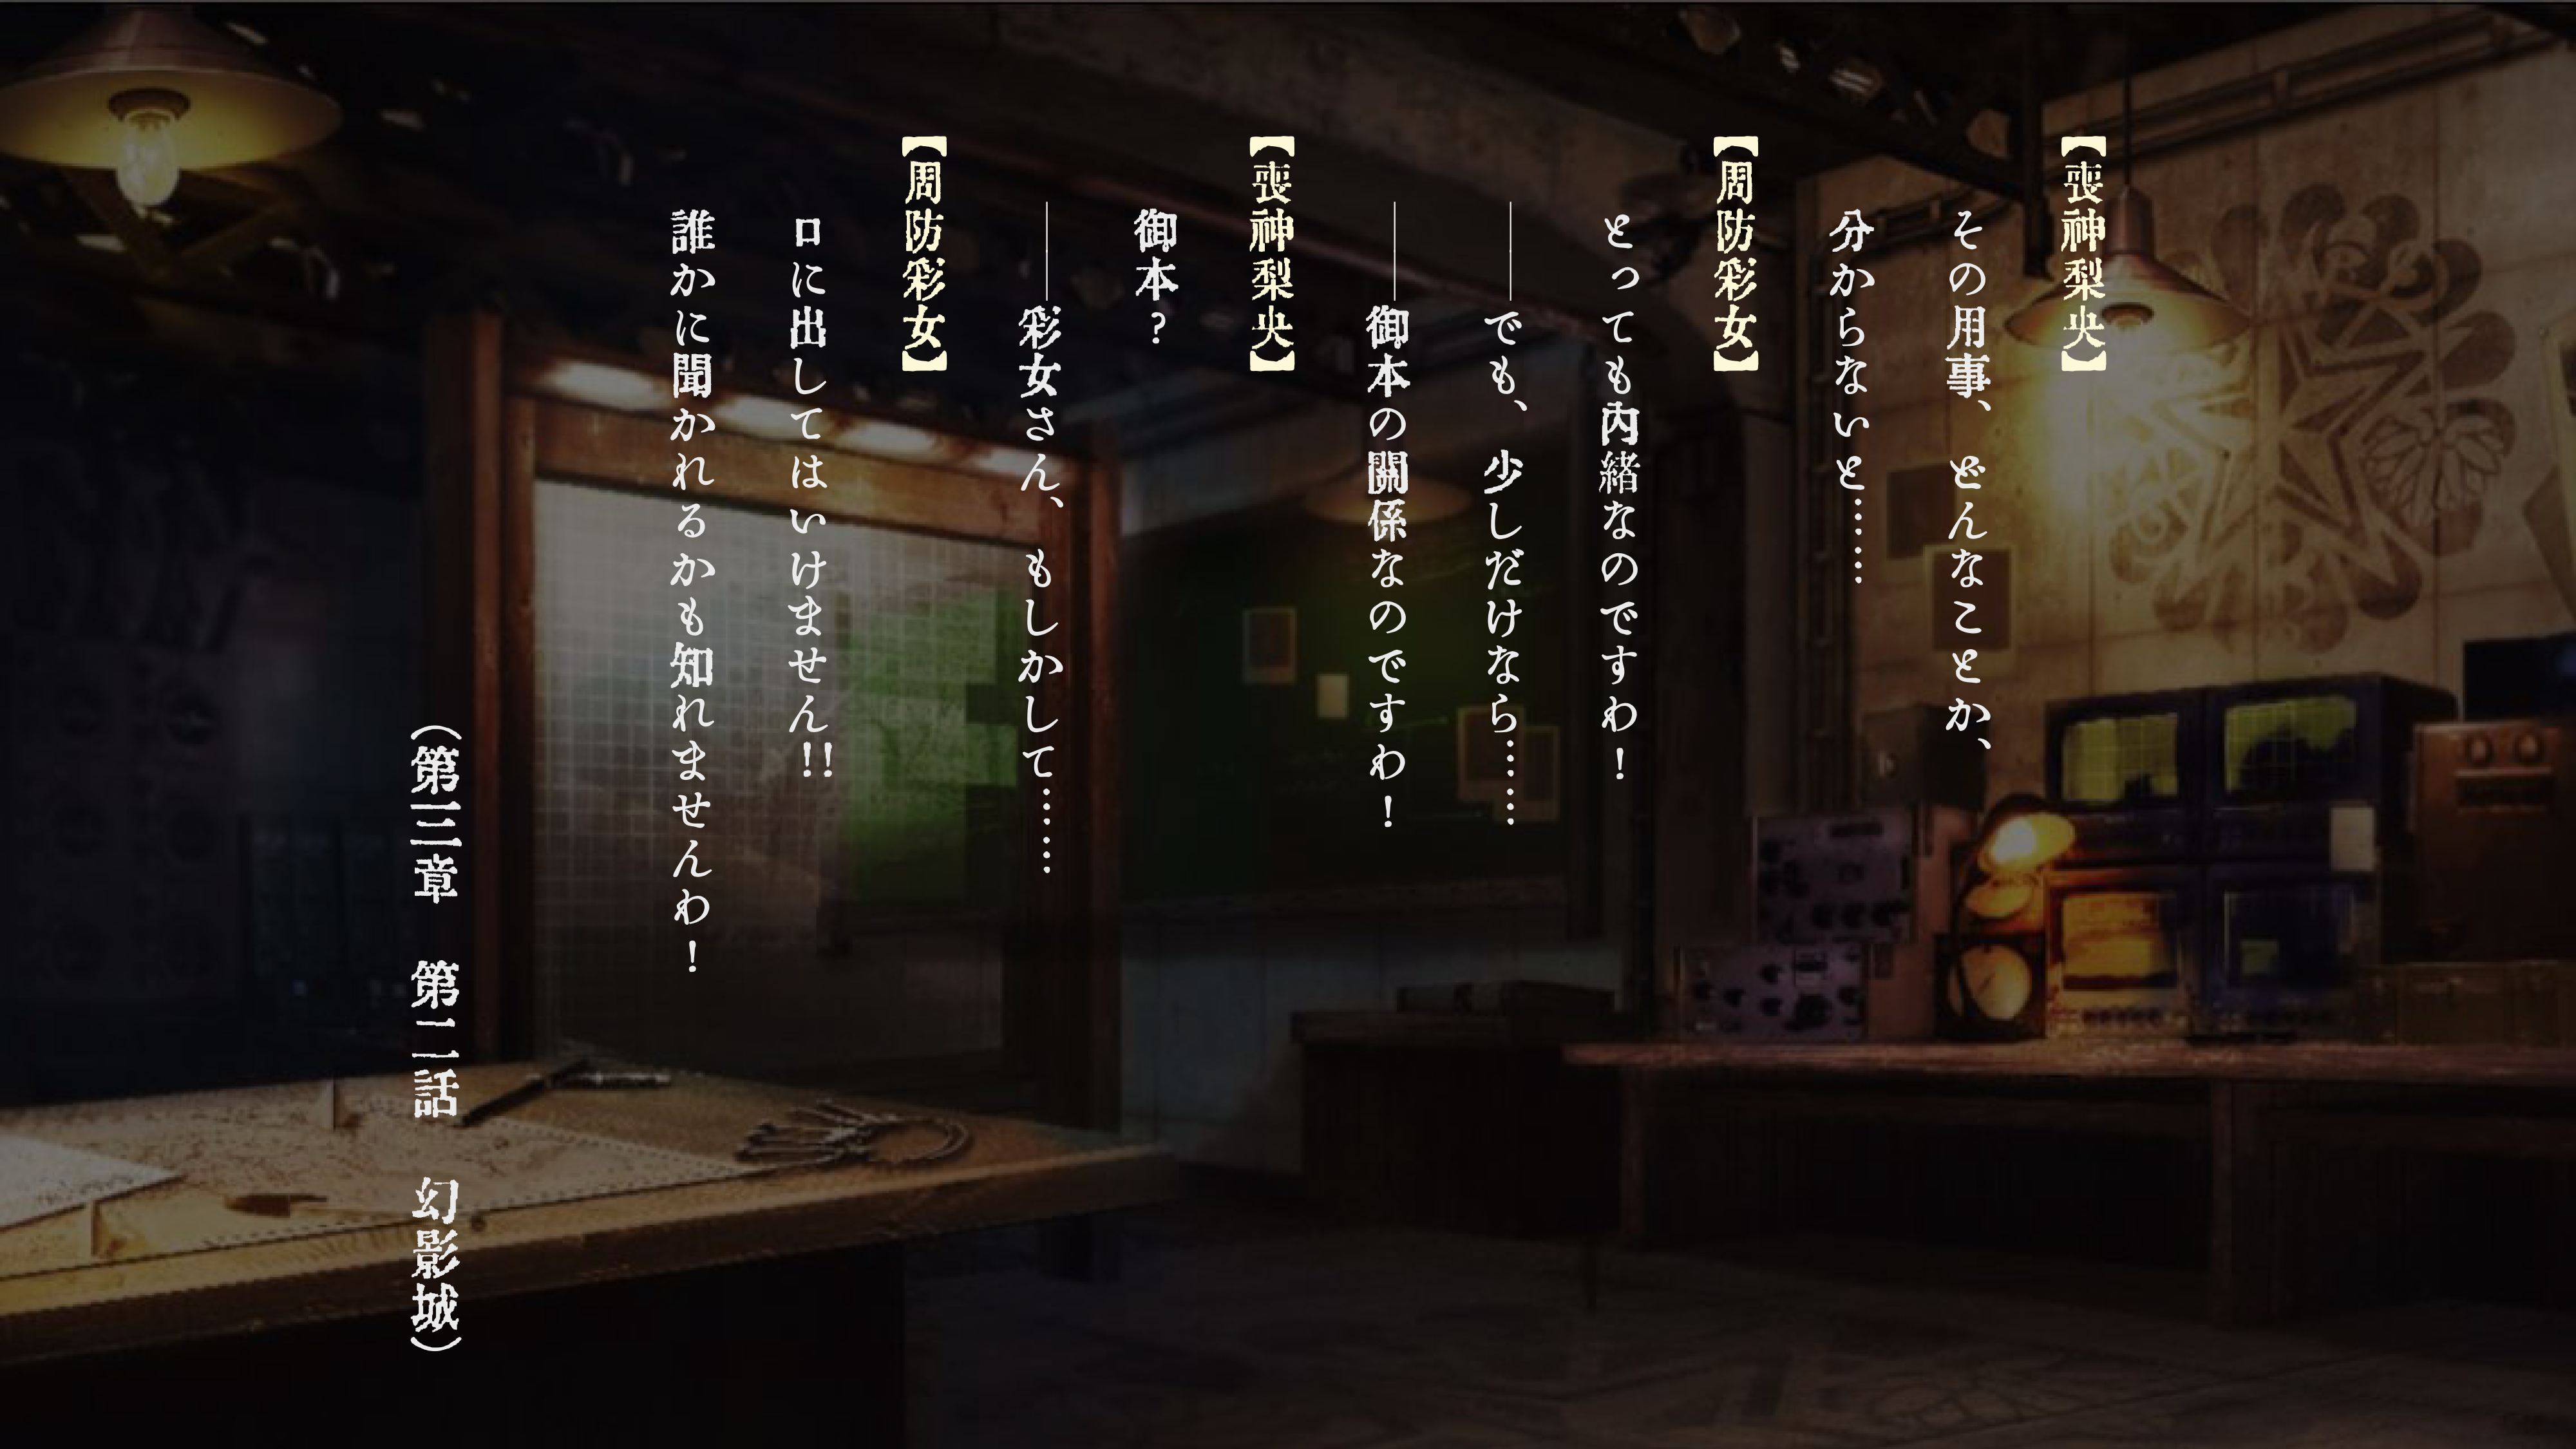 【喪神梨央】
その用事、どんなことか、
分からないと……
【周防彩女】
とっても内緒なのですわ！
――でも、少しだけなら……
――御本の關係なのですわ！
【喪神梨央】
御本？
――彩女さん、もしかして……
【周防彩女】
口に出してはいけません!!
誰かに聞かれるかも知れませんわ！
（第三章　第二話　幻影城）